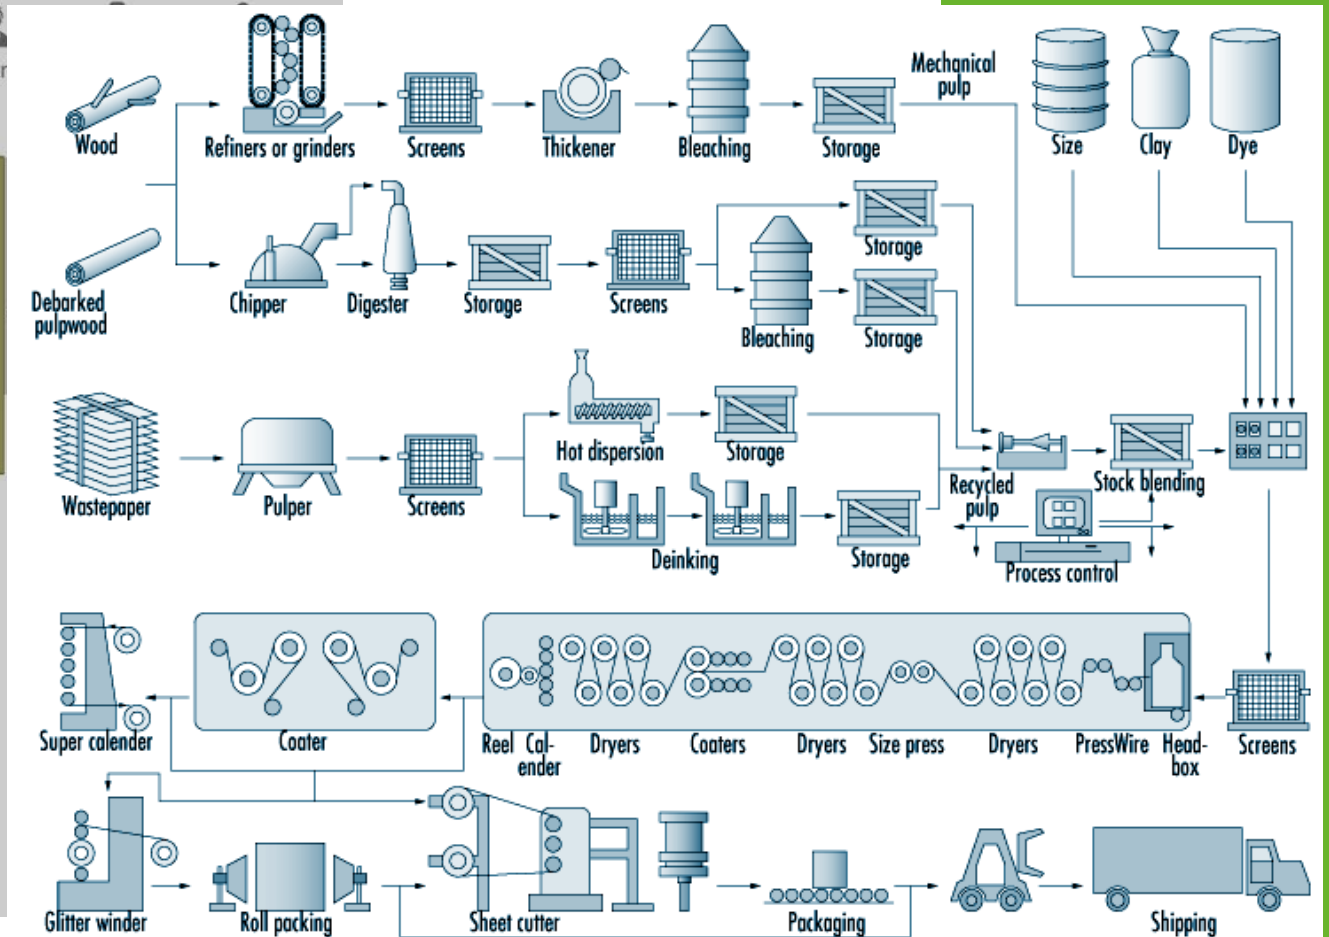 Mechanical
pulp
Wood
Refiners or grinders
Screens
Thickener
Bleaching
Storage
Size
Clay
Dye
Debarked
pulpwood
Chipper
Digester
Storage
Screens
Bleaching
Storage
Storage
Wastepaper
Pulper
Screens
Hot dispersion
Storage
Deinking
Storage
Recycled
pulp
Stock blending
Process control
Super calender
Coater
Reel
Cal-
ender
Dryers
Coaters
Dryers
Size press
Dryers
Press
Wire
Head-
box
Screens
Glitter winder
Roll packing
Sheet cutter
Packaging
Shipping